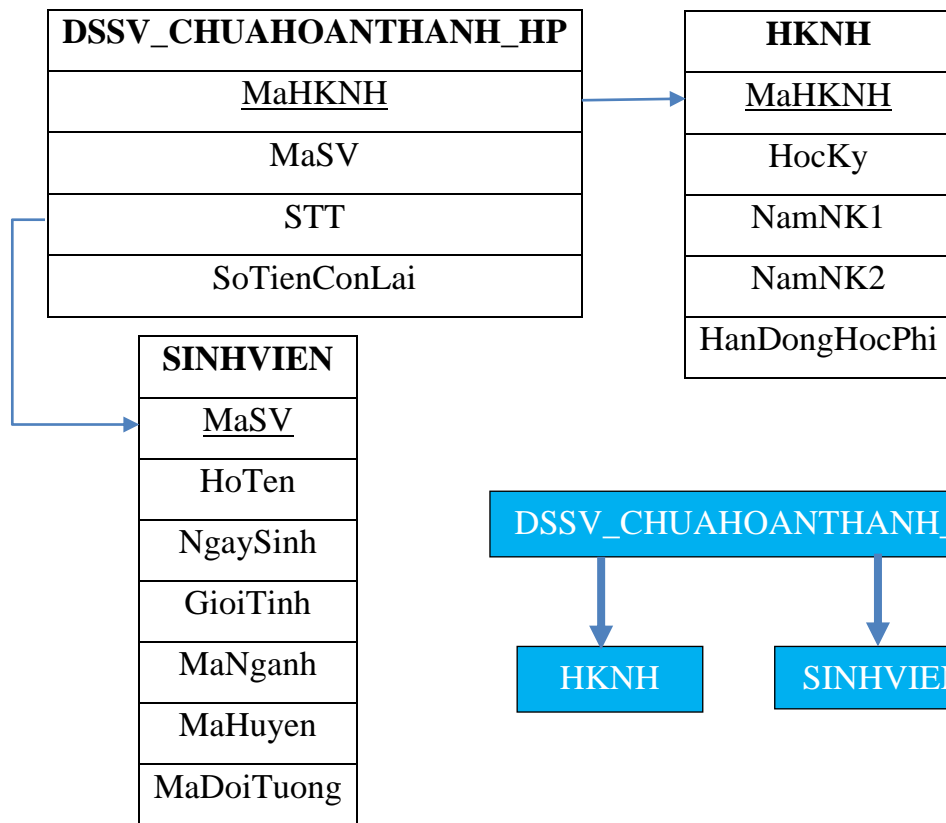 DSSV_CHUAHOANTHANH_HP
MaHKNH
MaSV
STT
SoTienConLai
HKNH
MaHKNH
HocKy
NamNK1
NamNK2
HanDongHocPhi
SINHVIEN
MaSV
HoTen
NgaySinh
GioiTinh
MaNganh
MaHuyen
MaDoiTuong
DSSV_CHUAHOANTHANH_
HKNH
SINHVIEN